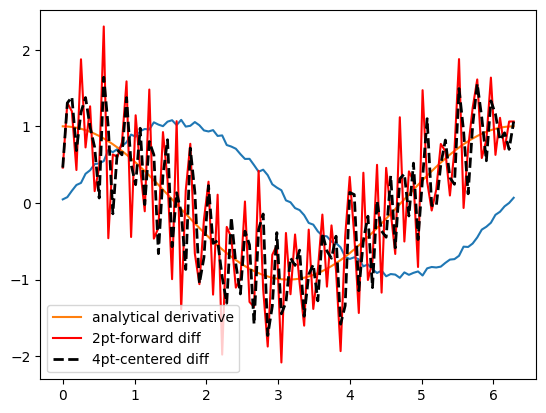 2
1
0
−1
−2
analytical derivative
2pt-forward diff
4pt-centered diff
0 1 2 3 4 5 6